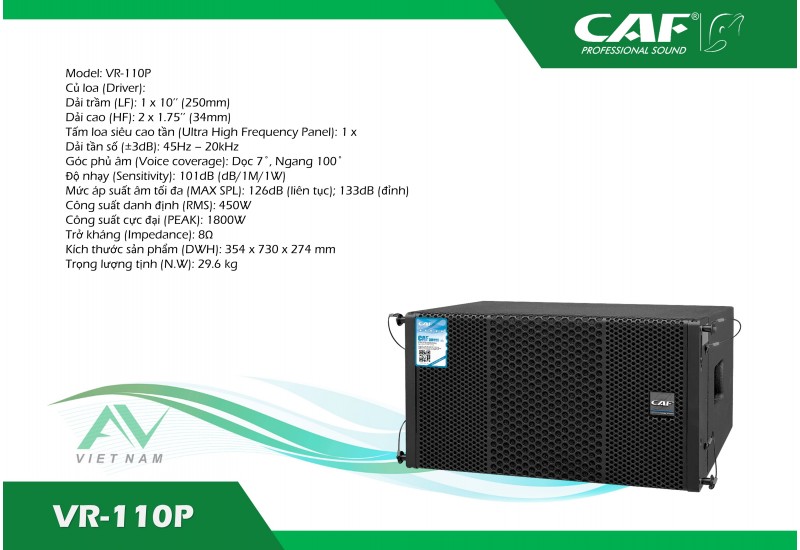 CAF®
PROFESSIONAL SOUND
Model: VR-110P
Củ loa (Driver):
Dải trầm (LF): 1 x 10’’ (250mm)
Dải cao (HF): 2 x 1.75’’ (34mm)
Tấm loa siêu cao tần (Ultra High Frequency Panel): 1 x
Dải tần số (±3dB): 45Hz – 20kHz
Góc phủ âm (Voice coverage): Dọc 7˚, Ngang 100˚
Độ nhạy (Sensitivity): 101dB (dB/1M/1W)
Mức áp suất âm tối đa (MAX SPL): 126dB (liên tục); 133dB (đỉnh)
Công suất danh định (RMS): 450W
Công suất cực đại (PEAK): 1800W
Trở kháng (Impedance): 8Ω
Kích thước sản phẩm (DWH): 354 x 730 x 274 mm
Trọng lượng tịnh (N.W): 29.6 kg
CAF
CAF
CAF
AV
VIET NAM
VR-110P